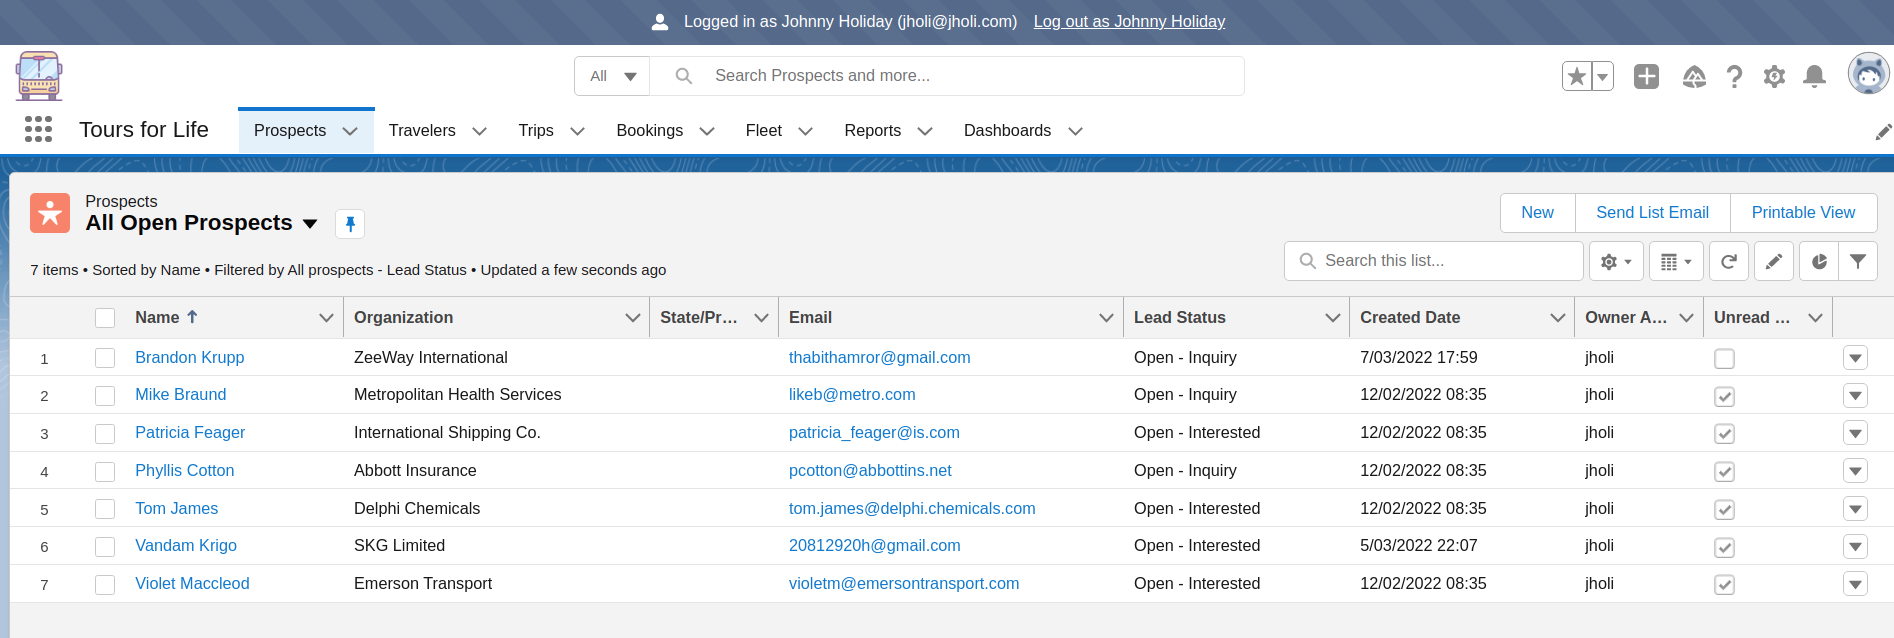 Logged in as Johnny Holiday (jholi@jholi.com) Log out as Johnny Holiday
All Search Prospects and more...
Tours for Life Prospects Travelers Trips Bookings Fleet Reports Dashboards
Prospects
All Open Prospects
New Send List Email Printable View
7 items • Sorted by Name • Filtered by All prospects - Lead Status • Updated a few seconds ago
Search this list...
Name Organization State/Pr... Email Lead Status Created Date Owner A... Unread ...
1 Brandon Krupp ZeeWay International thabithamror@gmail.com Open - Inquiry 7/03/2022 17:59 jholi
2 Mike Braund Metropolitan Health Services likeb@metro.com Open - Inquiry 12/02/2022 08:35 jholi
3 Patricia Feager International Shipping Co. patricia_feager@is.com Open - Interested 12/02/2022 08:35 jholi
4 Phyllis Cotton Abbott Insurance pcotton@abbottins.net Open - Inquiry 12/02/2022 08:35 jholi
5 Tom James Delphi Chemicals tom.james@delphi.chemicals.com Open - Interested 12/02/2022 08:35 jholi
6 Vandam Krigo SKG Limited 20812920h@gmail.com Open - Interested 5/03/2022 22:07 jholi
7 Violet Maccleod Emerson Transport violetm@emersontransport.com Open - Interested 12/02/2022 08:35 jholi